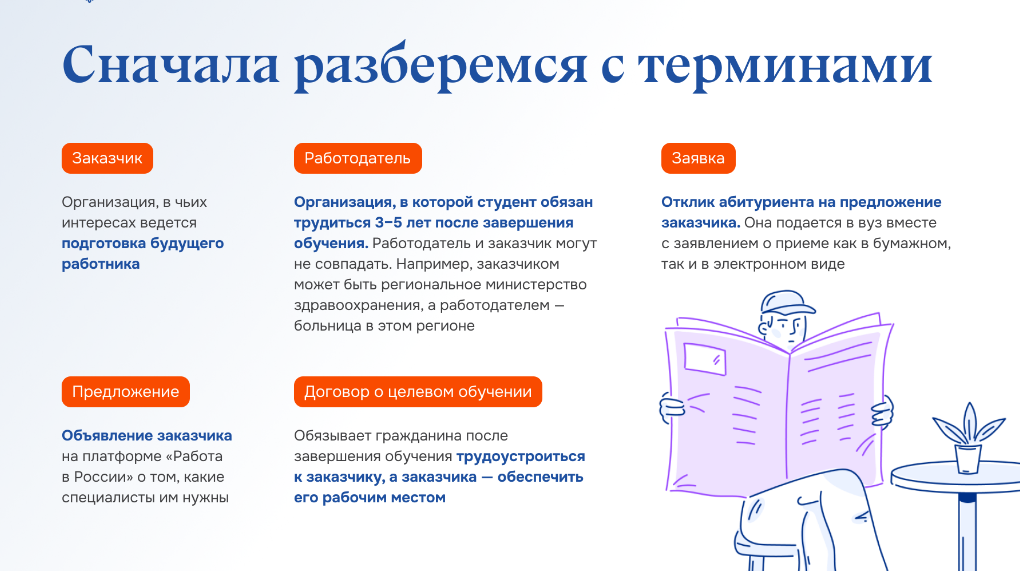 Сначала разберемся с терминами
Заказчик
Организация, в чьих
интересах ведется
подготовка будущего
работника
Работодатель
Организация, в которой студент обязан
трудиться 3–5 лет после завершения
обучения. Работодатель и заказчик могут
не совпадать. Например, заказчиком
может быть региональное министерство
здравоохранения, а работодателем —
больница в этом регионе
Заявка
Отклик абитуриента на предложение
заказчика. Она подается в вуз вместе
с заявлением о приеме как в бумажном,
так и в электронном виде
Предложение
Объявление заказчика
на платформе «Работа
в России» о том, какие
специалисты им нужны
Договор о целевом обучении
Обязывает гражданина после
завершения обучения трудоустроиться
к заказчику, а заказчика — обеспечить
его рабочим местом